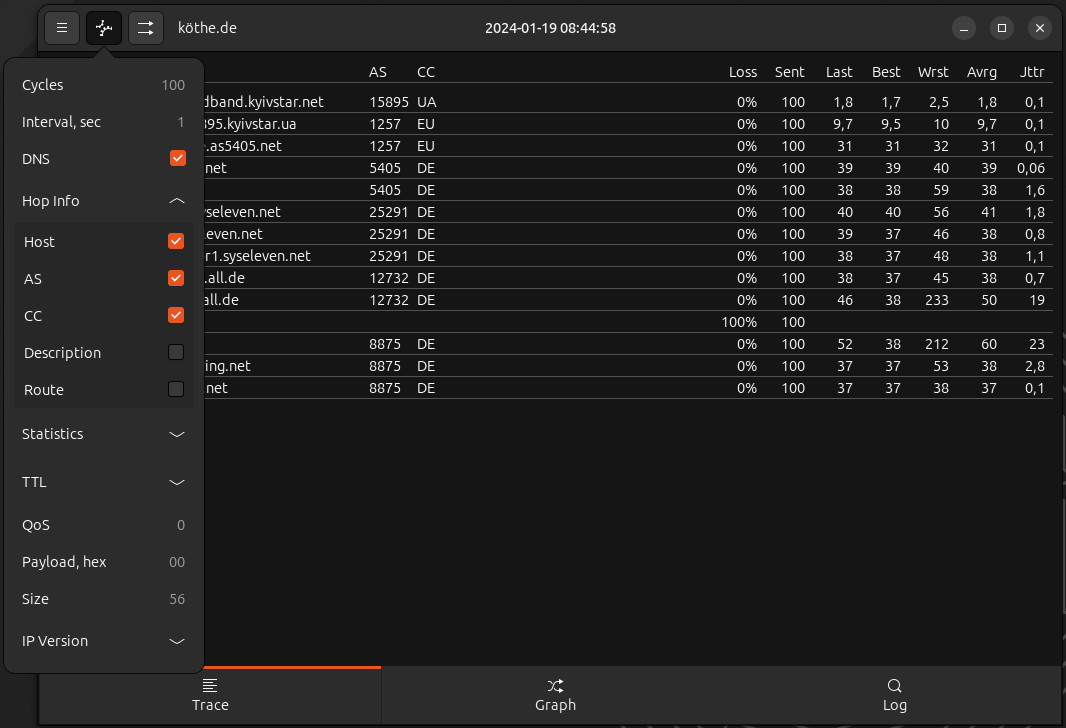 köthe.de 2024-01-19 08:44:58
Cycles 100
Interval, sec 1
DNS
Hop Info
Host
AS
CC
Description
Route
Statistics
TTL
QoS 0
Payload, hex 00
Size 56
IP Version
AS CC Loss Sent Last Best Wrst Avrg Jttr
dband.kyivstar.net 15895 UA 0% 100 1,8 1,7 2,5 1,8 0,1
895.kyivstar.ua 1257 EU 0% 100 9,7 9,5 10 9,7 0,1
.as5405.net 1257 EU 0% 100 31 31 32 31 0,1
.net 5405 DE 0% 100 39 39 40 39 0,06
5405 DE 0% 100 38 38 59 38 1,6
yseleven.net 25291 DE 0% 100 40 40 56 41 1,8
leven.net 25291 DE 0% 100 39 37 46 38 0,8
r1.syseleven.net 25291 DE 0% 100 38 37 48 38 1,1
.all.de 12732 DE 0% 100 38 37 45 38 0,7
all.de 12732 DE 0% 100 46 38 233 50 19
100% 100
8875 DE 0% 100 52 38 212 60 23
ing.net 8875 DE 0% 100 37 37 53 38 2,8
.net 8875 DE 0% 100 37 37 38 37 0,1
Trace Graph Log